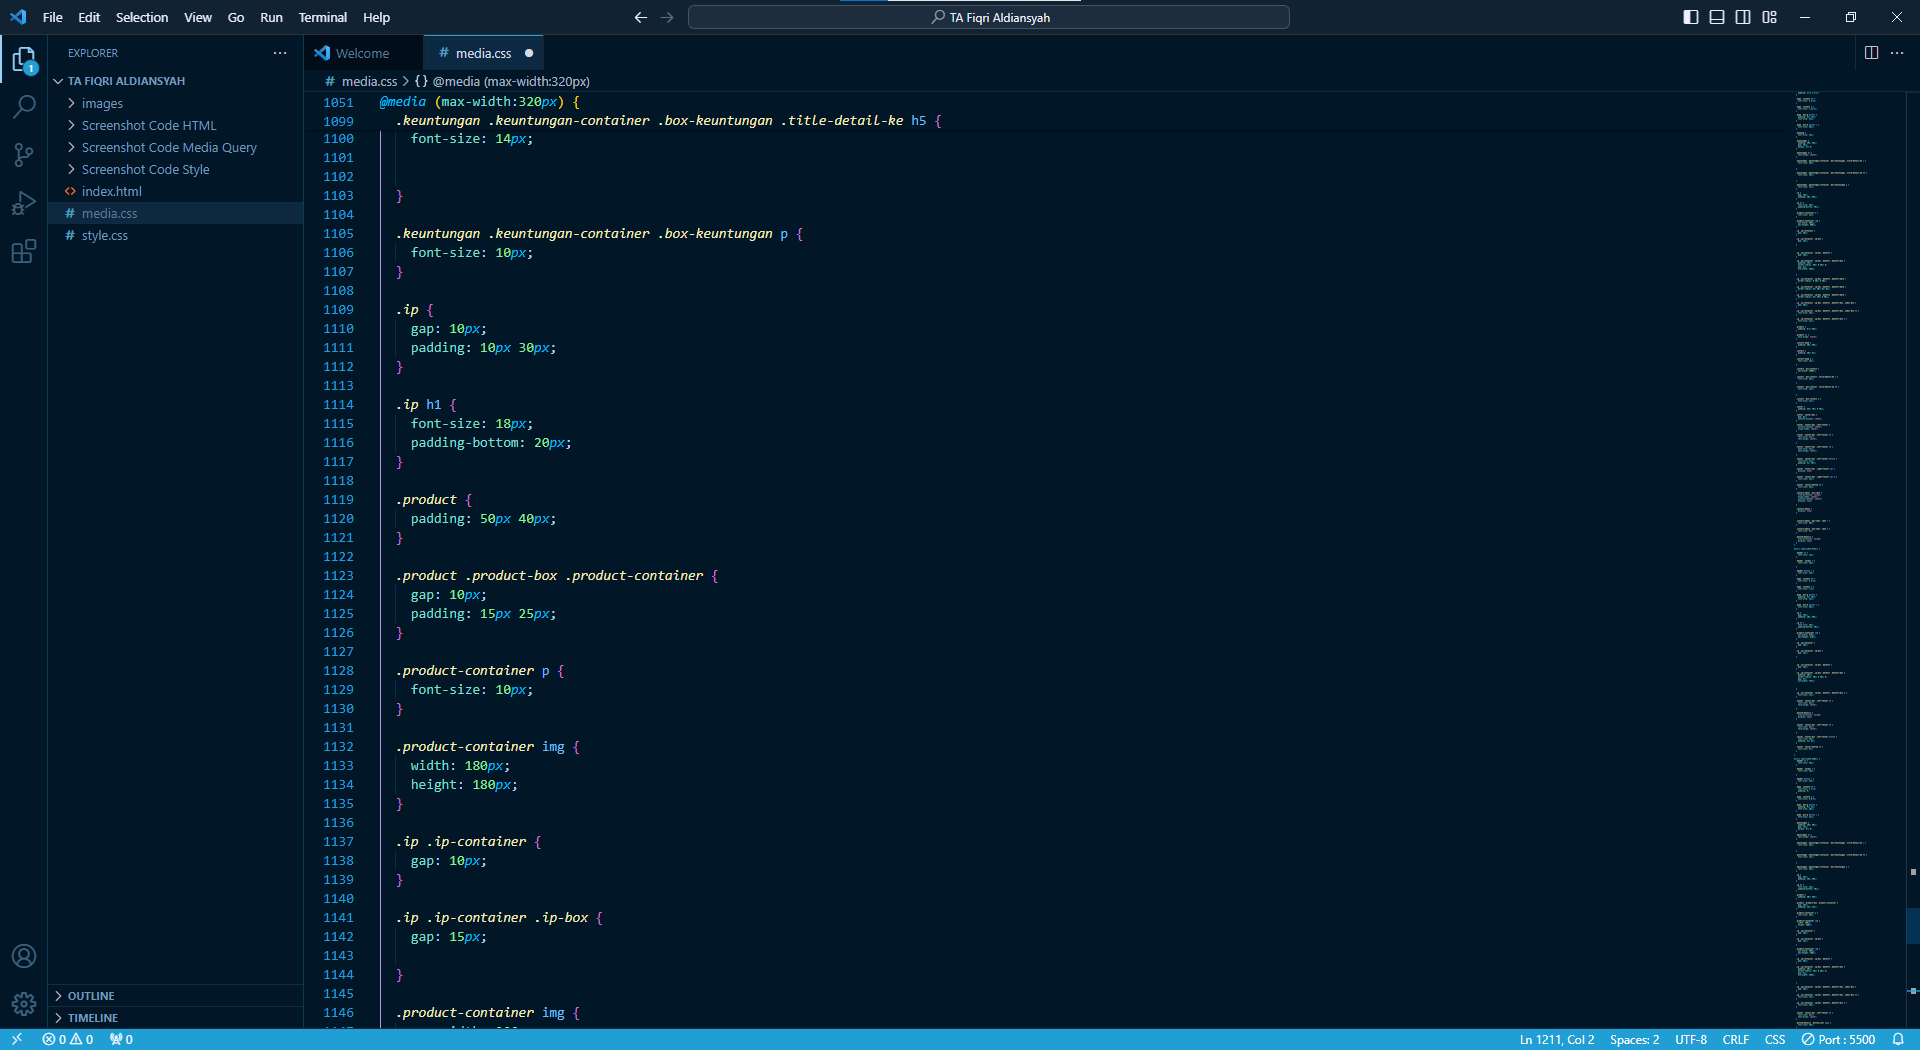 File Edit Selection View Go Run Terminal Help
TA Fiqri Aldiansyah
EXPLORER
TA FIQRI ALDIANSYAH
images
Screenshot Code HTML
Screenshot Code Media Query
Screenshot Code Style
<> index.html
# media.css
# style.css
OUTLINE
TIMELINE
Welcome
# media.css
# media.css > {} @media (max-width:320px)
1051 @media (max-width:320px) {
1099 .keuntungan .keuntungan-container .box-keuntungan .title-detail-ke h5 {
1100 font-size: 14px;
1101
1102
1103 }
1104
1105 .keuntungan .keuntungan-container .box-keuntungan p {
1106 font-size: 10px;
1107 }
1108
1109 .ip {
1110 gap: 10px;
1111 padding: 10px 30px;
1112 }
1113
1114 .ip h1 {
1115 font-size: 18px;
1116 padding-bottom: 20px;
1117 }
1118
1119 .product {
1120 padding: 50px 40px;
1121 }
1122
1123 .product .product-box .product-container {
1124 gap: 10px;
1125 padding: 15px 25px;
1126 }
1127
1128 .product-container p {
1129 font-size: 10px;
1130 }
1131
1132 .product-container img {
1133 width: 180px;
1134 height: 180px;
1135 }
1136
1137 .ip .ip-container {
1138 gap: 10px;
1139 }
1140
1141 .ip .ip-container .ip-box {
1142 gap: 15px;
1143
1144 }
1145
1146 .product-container img {
1
0 0 0
Ln 1211, Col 2 Spaces: 2 UTF-8 CRLF CSS Port : 5500